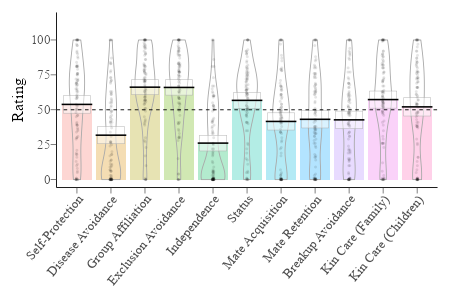 Rating
100
75
50
25
0
Self-Protection
Disease Avoidance
Group Affiliation
Exclusion Avoidance
Independence
Status
Mate Acquisition
Mate Retention
Breakup Avoidance
Kin Care (Family)
Kin Care (Children)